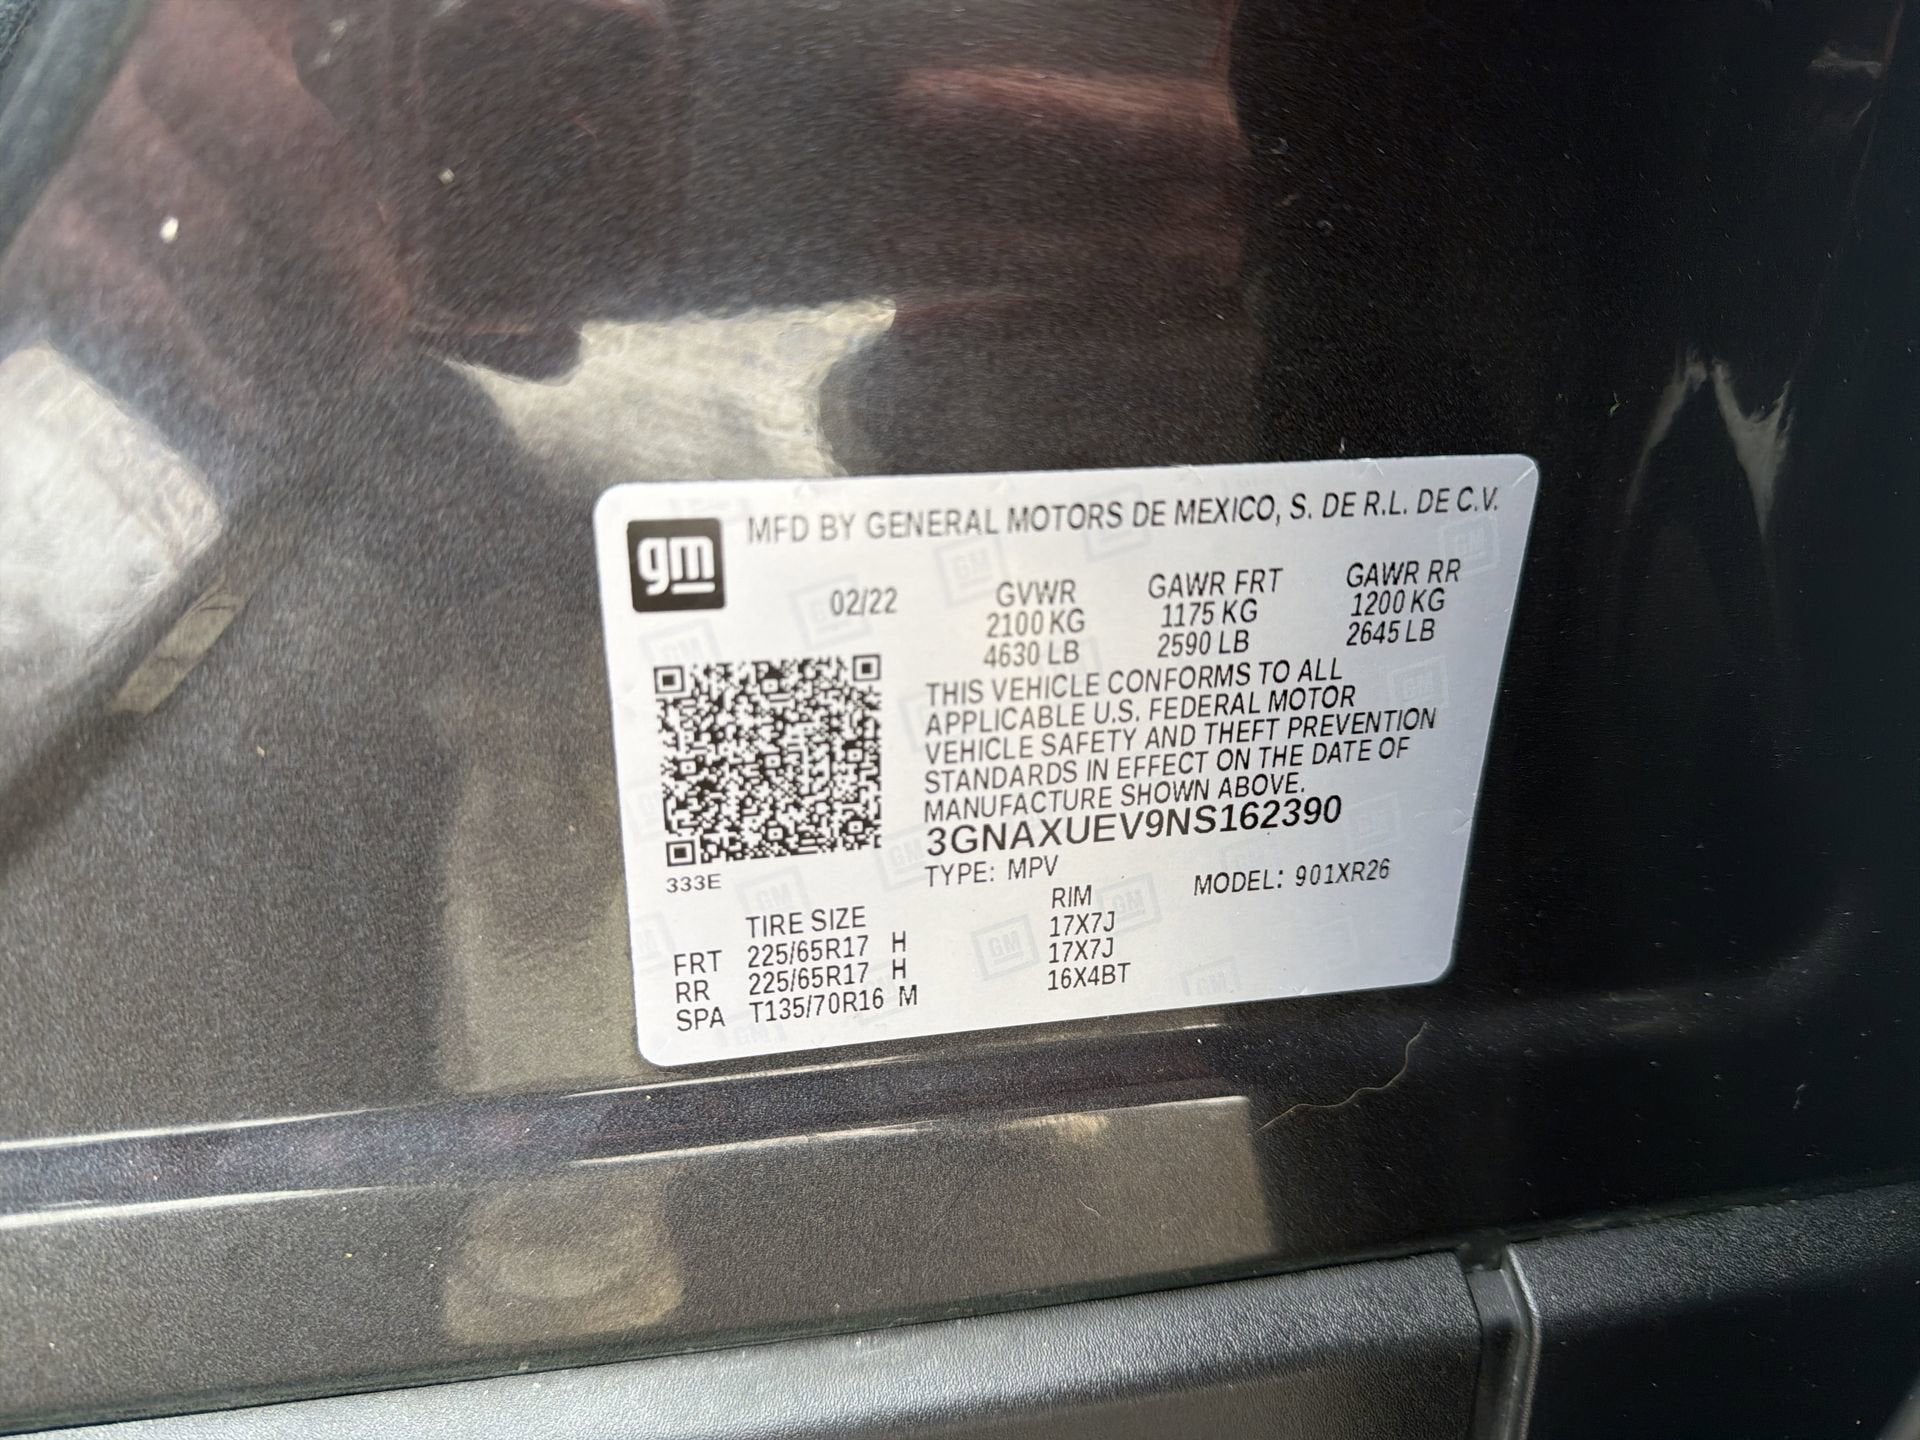 gm MFD BY GENERAL MOTORS DE MEXICO, S. DE R.L. DE C.V.
02/22 GVWR GAWR FRT GAWR RR
2100 KG 1175 KG 1200 KG
4630 LB 2590 LB 2645 LB
THIS VEHICLE CONFORMS TO ALL
APPLICABLE U.S. FEDERAL MOTOR
VEHICLE SAFETY AND THEFT PREVENTION
STANDARDS IN EFFECT ON THE DATE OF
MANUFACTURE SHOWN ABOVE.
3GNAXUEV9NS162390
333E
TYPE: MPV MODEL: 901XR26
TIRE SIZE RIM
FRT 225/65R17 H 17X7J
RR 225/65R17 H 17X7J
SPA T135/70R16 M 16X4BT